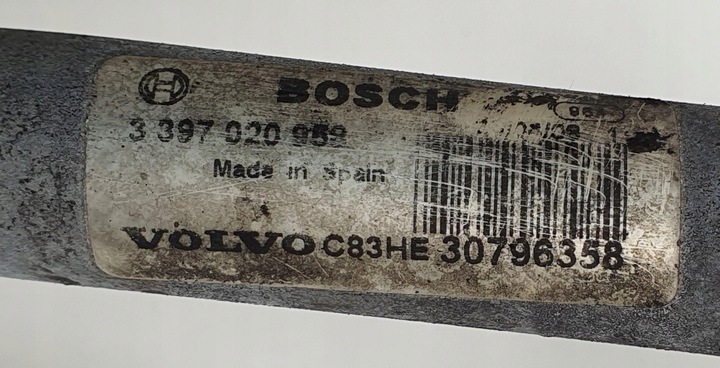 BOSCH
3 397 020 959
Made in Spain
VOLVO C83HE 30796358